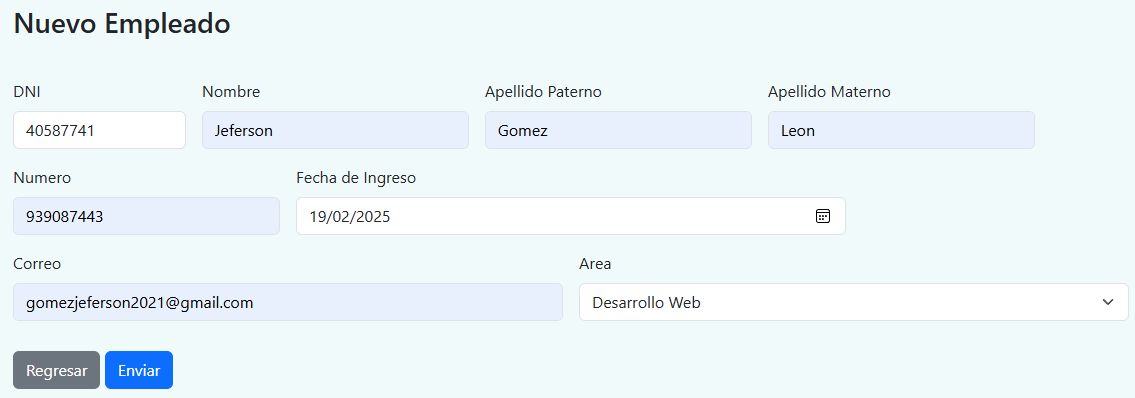 Nuevo Empleado
DNI Nombre Apellido Paterno Apellido Materno
40587741 Jeferson Gomez Leon
Numero Fecha de Ingreso
939087443 19/02/2025
Correo Area
gomezjeferson2021@gmail.com Desarrollo Web
Regresar Enviar